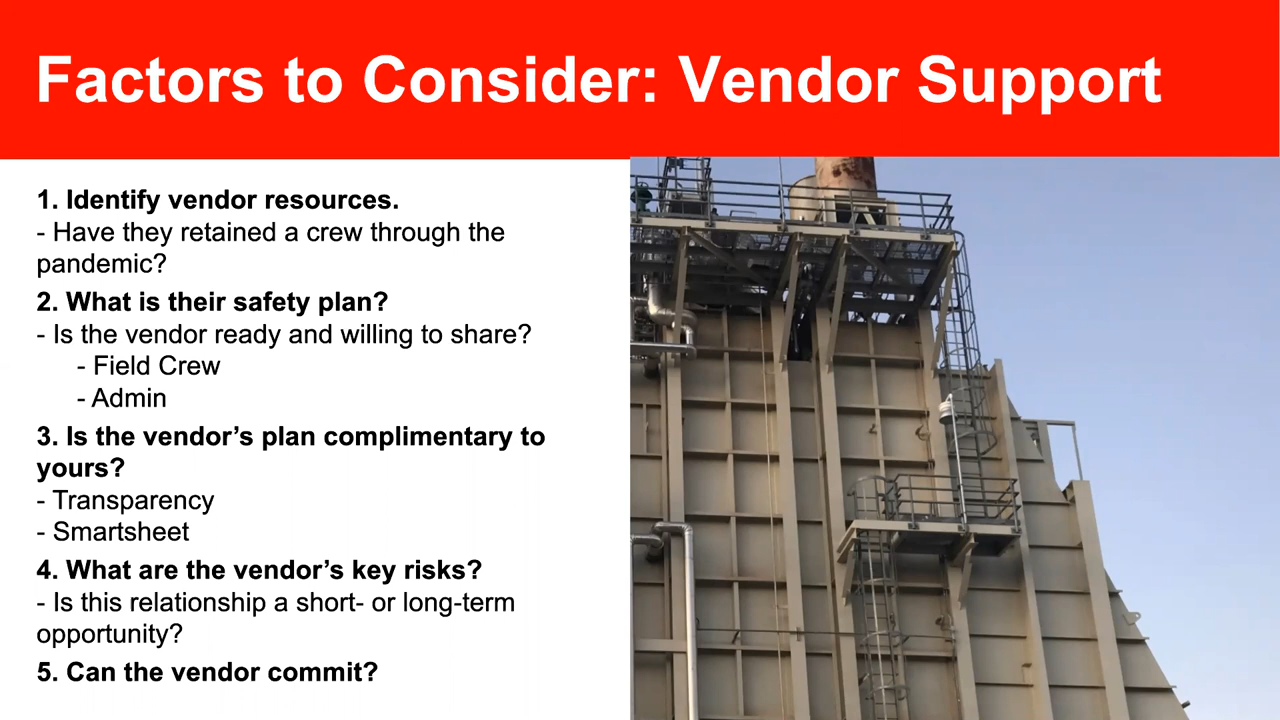 Factors to Consider: Vendor Support
1. Identify vendor resources.
- Have they retained a crew through the
pandemic?
2. What is their safety plan?
- Is the vendor ready and willing to share?
- Field Crew
- Admin
3. Is the vendor’s plan complimentary to
yours?
- Transparency
- Smartsheet
4. What are the vendor’s key risks?
- Is this relationship a short- or long-term
opportunity?
5. Can the vendor commit?